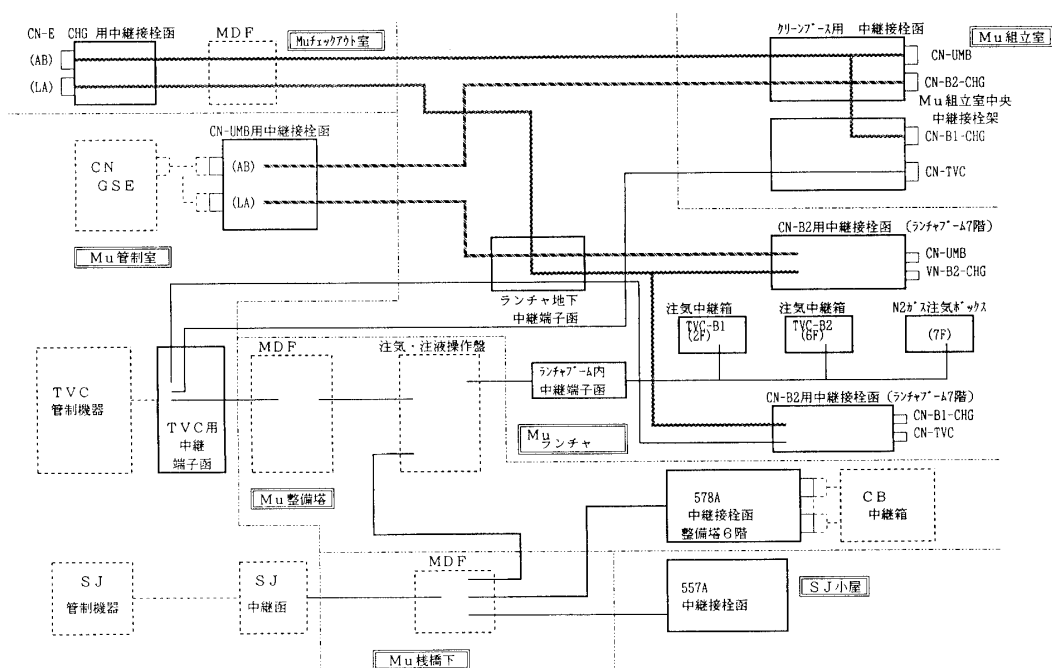 CN-E CHG 用中継接栓函
(AB)
(LA)
MDF
Muチェックアウト室
クリーンブース用 中継接栓函
Mu組立室
CN-UMB
CN-B2-CHG
Mu組立室中央
中継接栓架
CN-B1-CHG
CN-TVC
CN
GSE
CN-UMB用中継接栓函
(AB)
(LA)
Mu管制室
CN-B2用中継接栓函 (ランチャブーム7階)
CN-UMB
VN-B2-CHG
ランチャ地下
中継端子函
注気中継箱
TVC-B1
(2F)
注気中継箱
TVC-B2
(6F)
N2ガス注気ボックス
(7F)
TVC
管制機器
TVC用
中継
端子函
MDF
注気・注液操作盤
ランチャブーム内
中継端子函
Mu
ランチャ
CN-B2用中継接栓函 (ランチャブーム7階)
CN-B1-CHG
CN-TVC
Mu整備塔
578A
中継接栓函
整備塔6階
CB
中継箱
SJ
管制機器
SJ
中継函
MDF
557A
中継接栓函
SJ小屋
Mu桟橋下